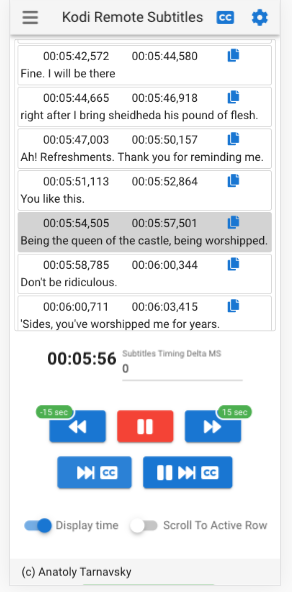 Kodi Remote Subtitles CC
00:05:42,572 00:05:44,580
Fine. I will be there
00:05:44,665 00:05:46,918
right after I bring sheidheda his pound of flesh.
00:05:47,003 00:05:50,157
Ah! Refreshments. Thank you for reminding me.
00:05:51,113 00:05:52,864
You like this.
00:05:54,505 00:05:57,501
Being the queen of the castle, being worshipped.
00:05:58,785 00:06:00,344
Don't be ridiculous.
00:06:00,711 00:06:03,415
'Sides, you've worshipped me for years.
Subtitles Timing Delta MS
00:05:56 0
-15 sec 15 sec
CC CC
Display time Scroll To Active Row
(c) Anatoly Tarnavsky